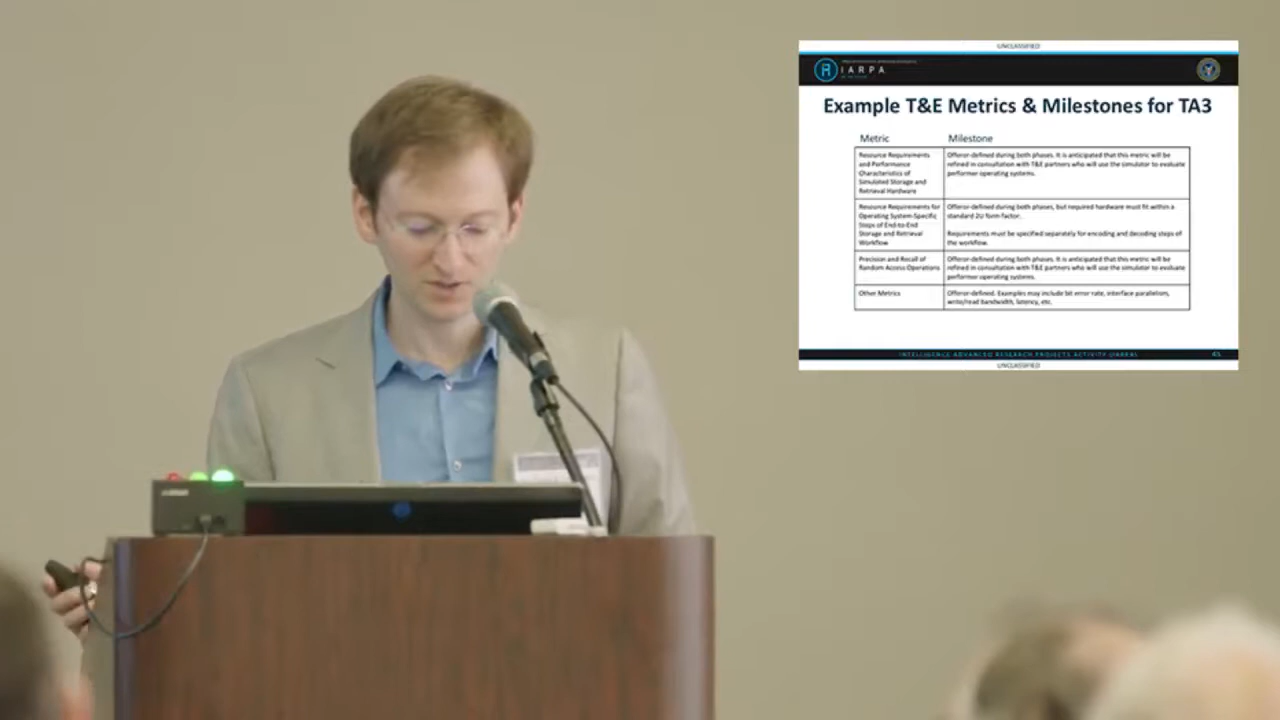 UNCLASSIFIED
IARPA
Example T&E Metrics & Milestones for TA3
Metric Milestone
Resource Requirements
and Performance
Characteristics of
Simulated Storage and
Retrieval Hardware
Offeror-defined during both phases. It is anticipated that this metric will be
refined in consultation with T&E partners who will use the simulator to evaluate
performer operating systems.
Resource Requirements for
Operating System-Specific
Steps of End-to-End
Storage and Retrieval
Workflow
Offeror-defined during both phases, but required hardware must fit within a
standard 2U form factor.
Requirements must be specified separately for encoding and decoding steps of
the workflow.
Precision and Recall of
Random Access Operations
Offeror-defined during both phases. It is anticipated that this metric will be
refined in consultation with T&E partners who will use the simulator to evaluate
performer operating systems.
Other Metrics
Offeror-defined. Examples may include bit error rate, interface parallelism,
write/read bandwidth, latency, etc.
INTELLIGENCE ADVANCED RESEARCH PROJECTS ACTIVITY (IARPA)
UNCLASSIFIED